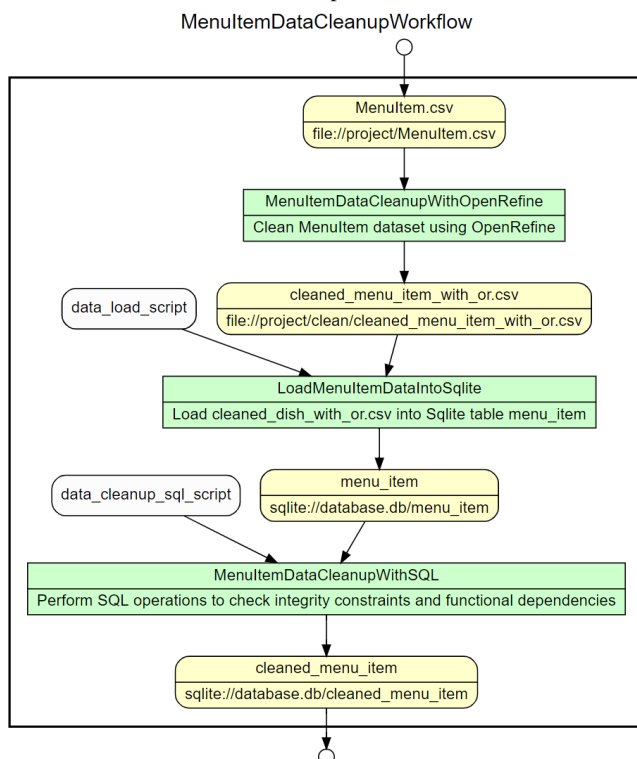 MenuItemDataCleanupWorkflow
MenuItem.csv
file://project/MenuItem.csv
MenuItemDataCleanupWithOpenRefine
Clean MenuItem dataset using OpenRefine
cleaned_menu_item_with_or.csv
file://project/clean/cleaned_menu_item_with_or.csv
data_load_script
LoadMenuItemDataIntoSqlite
Load cleaned_dish_with_or.csv into Sqlite table menu_item
menu_item
sqlite://database.db/menu_item
data_cleanup_sql_script
MenuItemDataCleanupWithSQL
Perform SQL operations to check integrity constraints and functional dependencies
cleaned_menu_item
sqlite://database.db/cleaned_menu_item